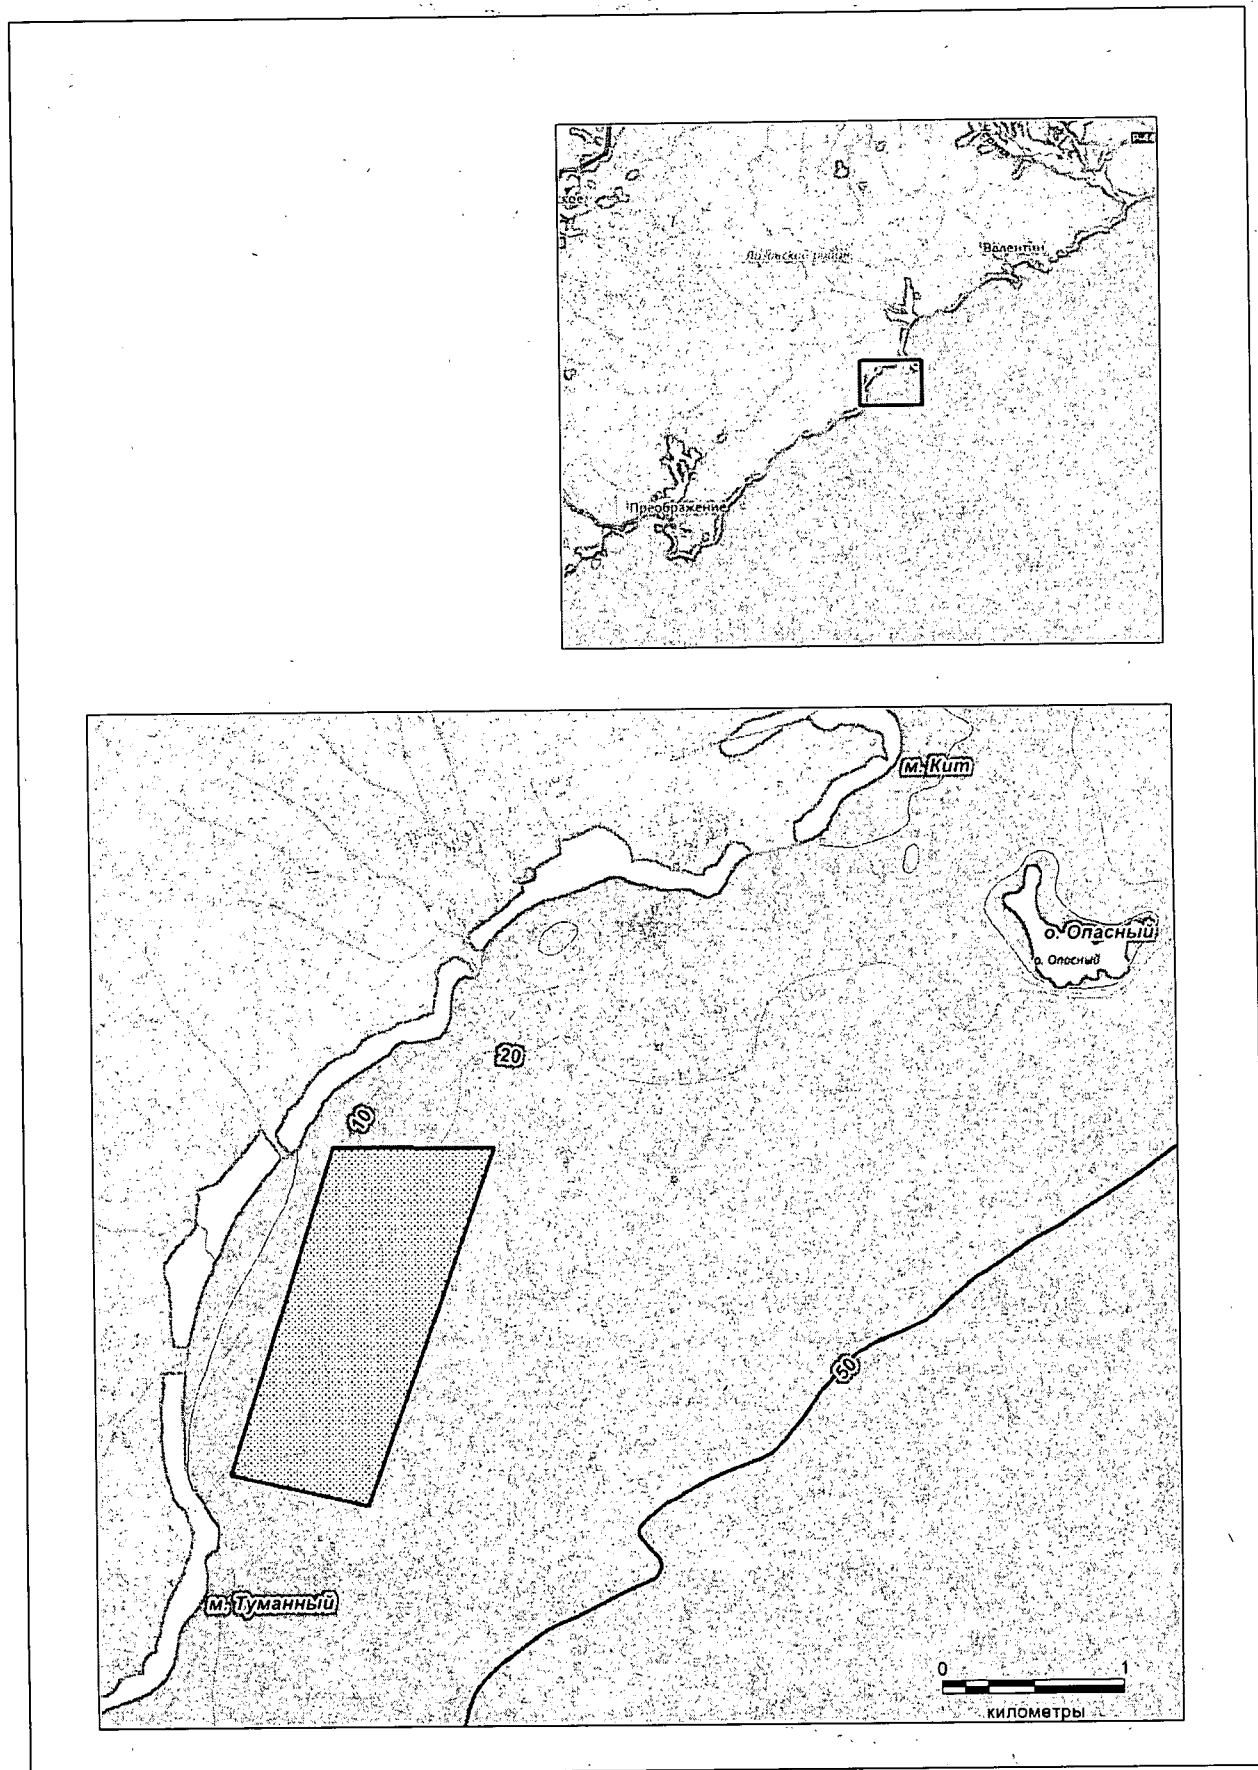 Валентин
Преображение
м. Кит
о. Опасный
о. Опасный
20
10
50
м. Туманный
0 1
километры